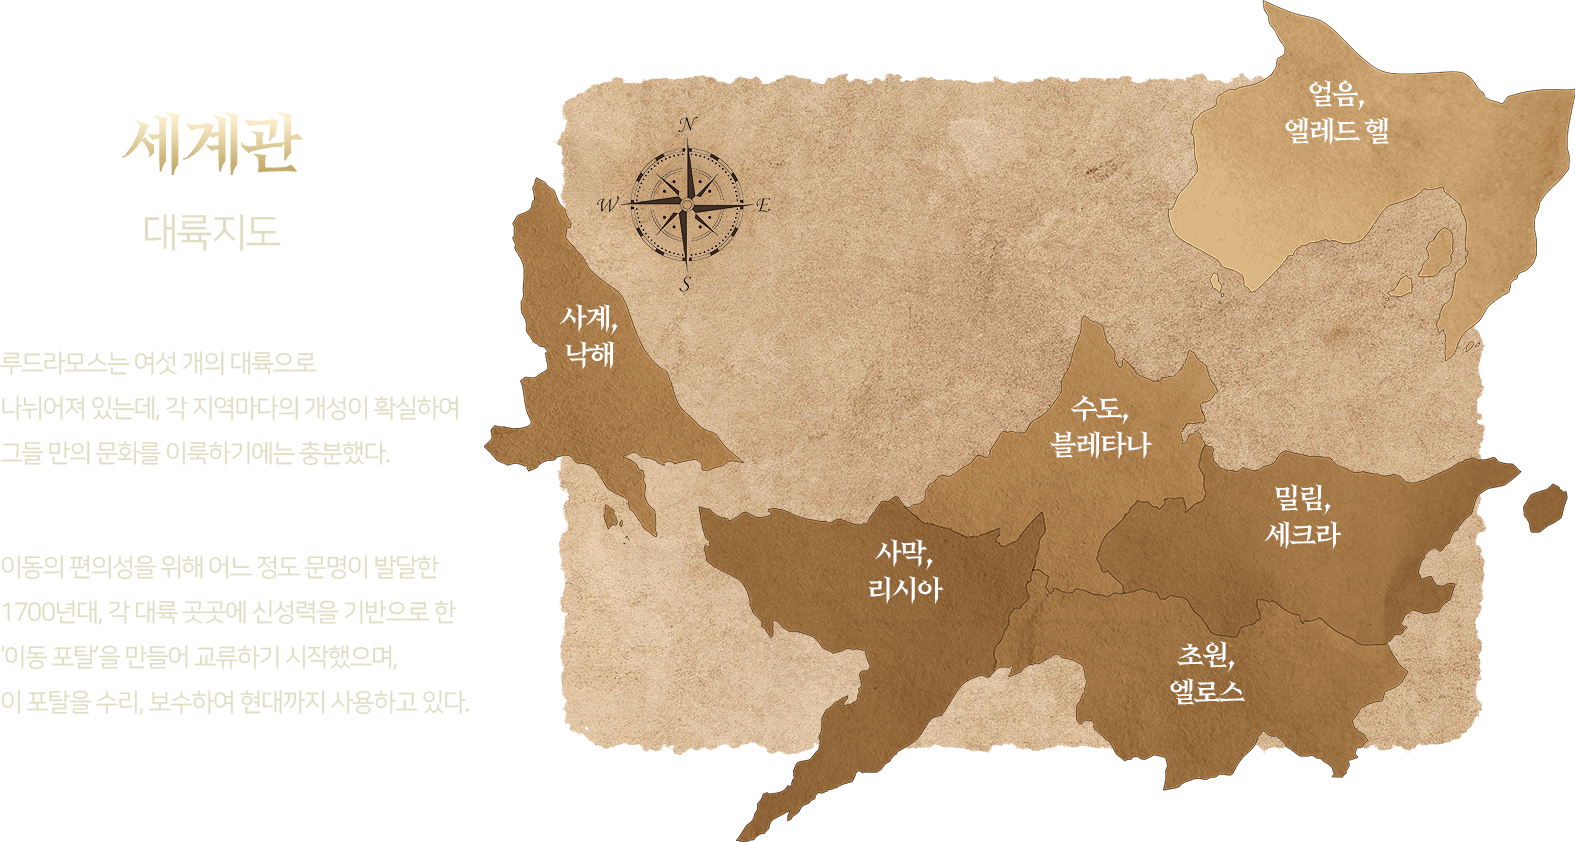 세계관
대륙지도
루드라모스는 여섯 개의 대륙으로
나뉘어져 있는데, 각 지역마다의 개성이 확실하여
그들 만의 문화를 이룩하기에는 충분했다.
이동의 편의성을 위해 어느 정도 문명이 발달한
1700년대, 각 대륙 곳곳에 신성력을 기반으로 한
'이동 포탈'을 만들어 교류하기 시작했으며,
이 포탈을 수리, 보수하여 현대까지 사용하고 있다.
N
W
E
S
얼음,
엘레드 헬
사계,
낙해
수도,
블레타나
밀림,
세크라
사막,
리시아
초원,
엘로스